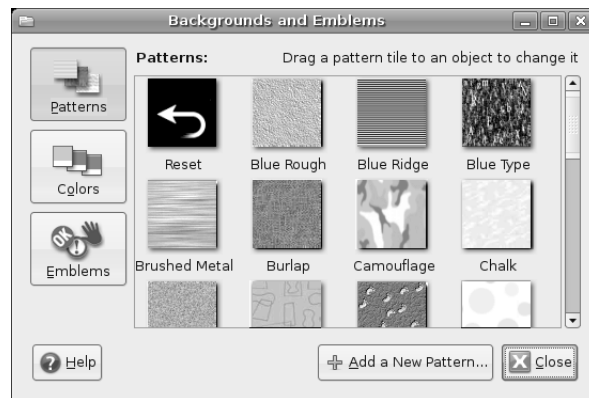 Backgrounds and Emblems
Patterns: Drag a pattern tile to an object to change it
Patterns
Colors
OK
!
Emblems
Reset Blue Rough Blue Ridge Blue Type
Brushed Metal Burlap Camouflage Chalk
? Help
Add a New Pattern... Close